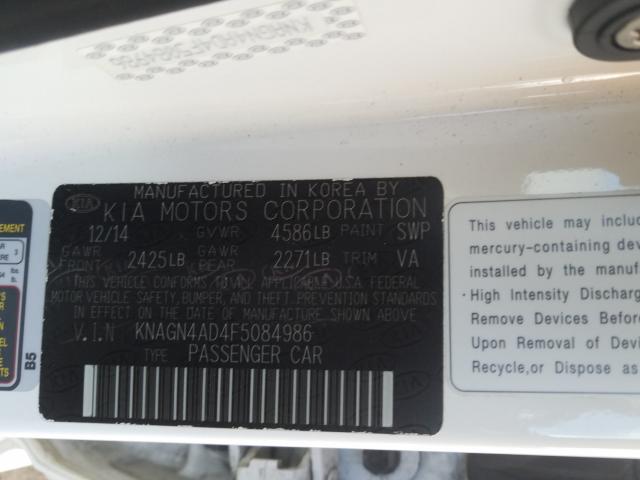 MANUFACTURED IN KOREA BY
KIA KIA MOTORS CORPORATION
12/14 GVWR 4586LB PAINT SWP
GAWR FRONT 2425LB GAWR REAR 2271LB TRIM VA
THIS VEHICLE CONFORMS TO ALL APPLICABLE U.S.A FEDERAL
MOTOR VEHICLE SAFETY, BUMPER, AND THEFT PREVENTION STANDARDS
IN EFFECT ON THE DATE OF MANUFACTURE SHOWN ABOVE
V.I.N KNAGN4AD4F5084986
TYPE PASSENGER CAR
B5
This vehicle may include
mercury-containing dev
installed by the manuf
· High Intensity Discharg
Remove Devices Before
Upon Removal of Devi
Recycle,or Dispose as